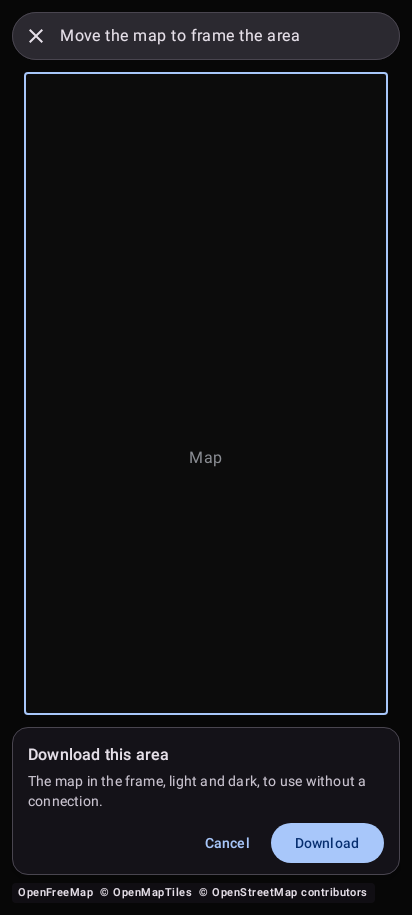 Move the map to frame the area
Map
Download this area
The map in the frame, light and dark, to use without a
connection.
Cancel
Download
OpenFreeMap © OpenMapTiles © OpenStreetMap contributors